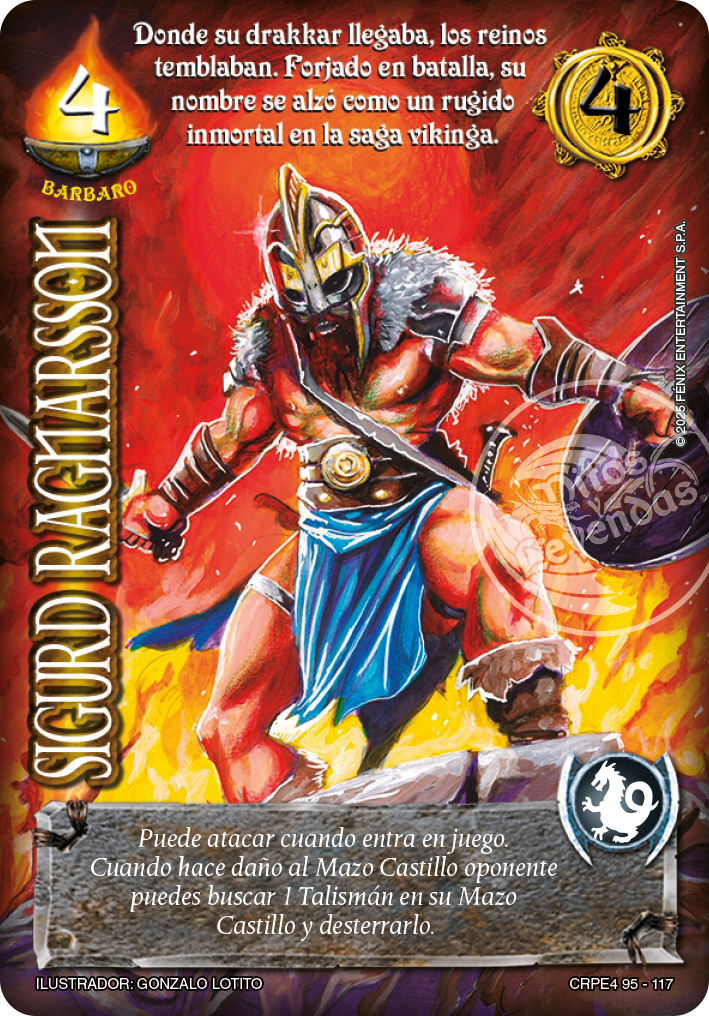 Donde su drakkar llegaba, los reinos
temblaban. Forjado en batalla, su
nombre se alzó como un rugido
inmortal en la saga vikinga.
4
4
BARBARO
SIGURD RAGNARSSON
© 2025 FÉNIX ENTERTAINMENT S.P.A.
Mitos
y
Leyendas
Puede atacar cuando entra en juego.
Cuando hace daño al Mazo Castillo oponente
puedes buscar 1 Talismán en su Mazo
Castillo y desterrarlo.
ILUSTRADOR: GONZALO LOTITO
CRPE4 95 - 117